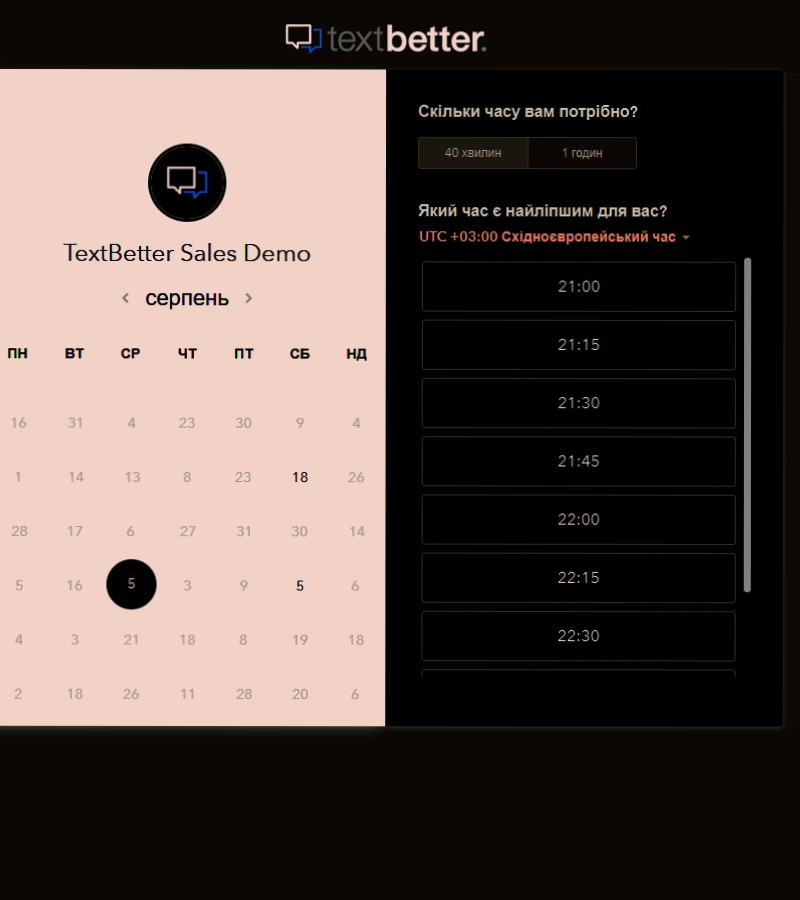 textbetter.
TextBetter Sales Demo
серпень
ПН ВТ СР ЧТ ПТ СБ НД
16 31 4 23 30 9 4
1 14 13 8 23 18 26
28 17 6 27 31 30 14
5 16 5 3 9 5 6
4 3 21 18 8 19 18
2 18 26 11 28 20 6
Скільки часу вам потрібно?
40 хвилин 1 годин
Який час є найліпшим для вас?
UTC +03:00 Східноєвропейський час
21:00
21:15
21:30
21:45
22:00
22:15
22:30